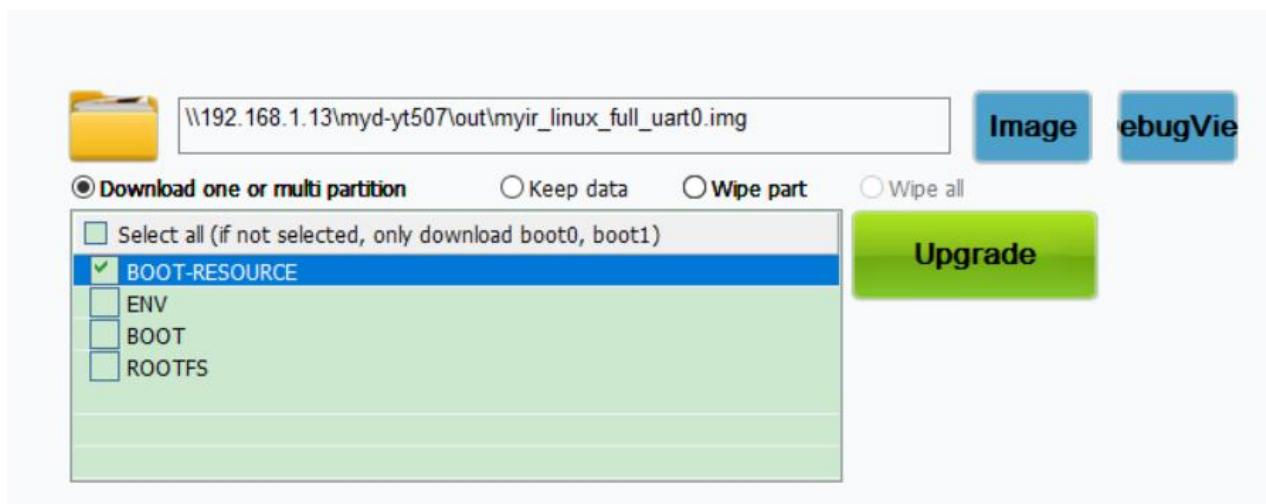 \\192.168.1.13\myd-yt507\out\myir_linux_full_uart0.img
Image
ebugVie
Download one or multi partition
Keep data
Wipe part
Wipe all
Select all (if not selected, only download boot0, boot1)
Upgrade
BOOT-RESOURCE
ENV
BOOT
ROOTFS